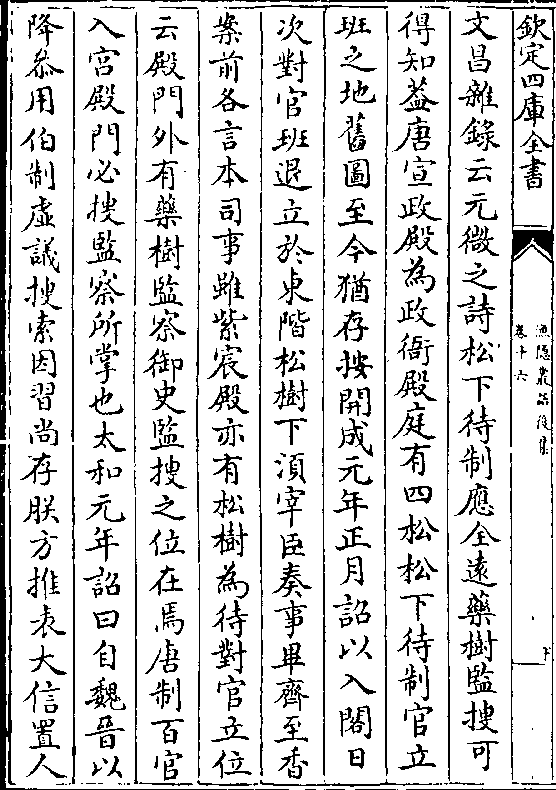 欽定四庫全書
漁隱叢話後集
卷十六
文昌雜錄云元微之詩松下待制應全逺藥樹監搜可
得知葢唐宣政殿為政衙殿庭有四松松下待制官立
班之地舊圖至今猶存按開成元年正月詔以入閤日
次對官班退立於東階松樹下須宰臣奏事畢齊至香
案前各言本司事雖紫宸殿亦有松樹為待對官立位
云殿門外有藥樹監察御史監搜之位在焉唐制百官
入宮殿門必搜監察所掌也太和元年詔曰自魏晉以
降叅用伯制虛議搜索因習尚存朕方推表大信置人